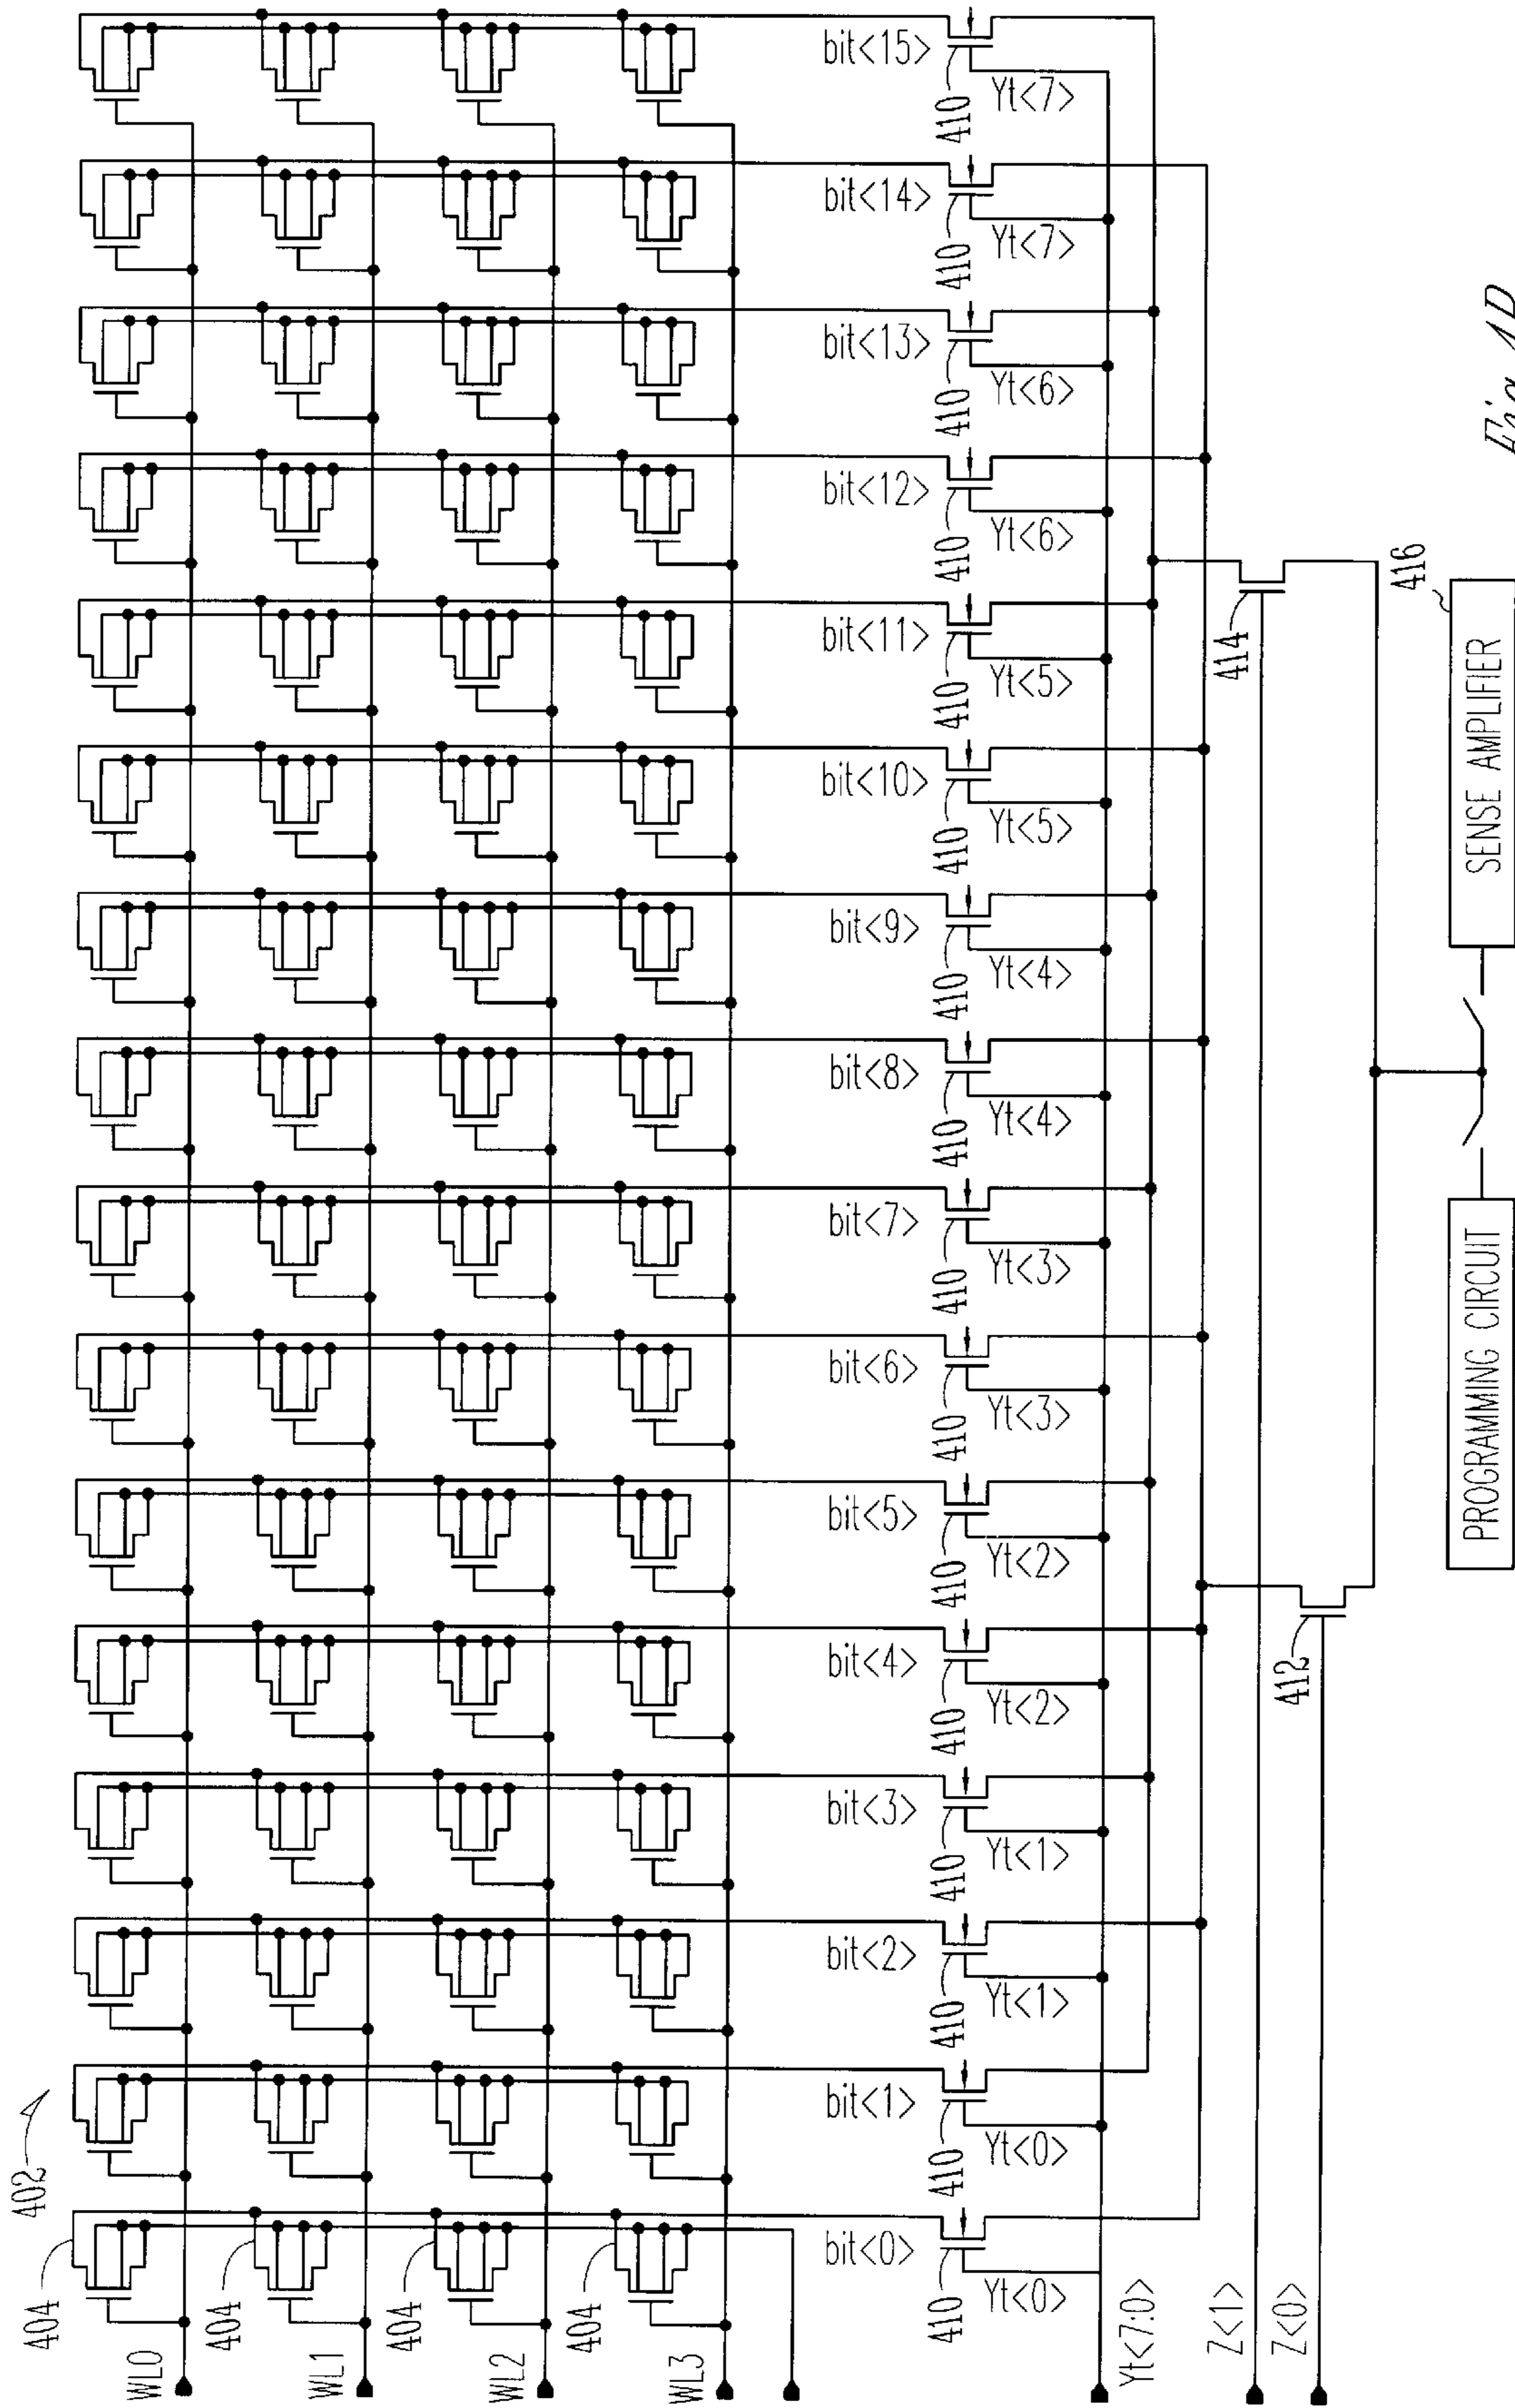 402
404
WL0
404
WL1
404
WL2
404
WL3
bit<0> bit<1> bit<2> bit<3> bit<4> bit<5> bit<6> bit<7> bit<8> bit<9> bit<10> bit<11> bit<12> bit<13> bit<14> bit<15>
410 410 410 410 410 410 410 410 410 410 410 410 410 410 410 410
Yt<0> Yt<0> Yt<1> Yt<1> Yt<2> Yt<2> Yt<3> Yt<3> Yt<4> Yt<4> Yt<5> Yt<5> Yt<6> Yt<6> Yt<7> Yt<7>
Yt<7:0>
Z<1>
414
Z<0>
412
416
PROGRAMMING CIRCUIT
SENSE AMPLIFIER
Fig.